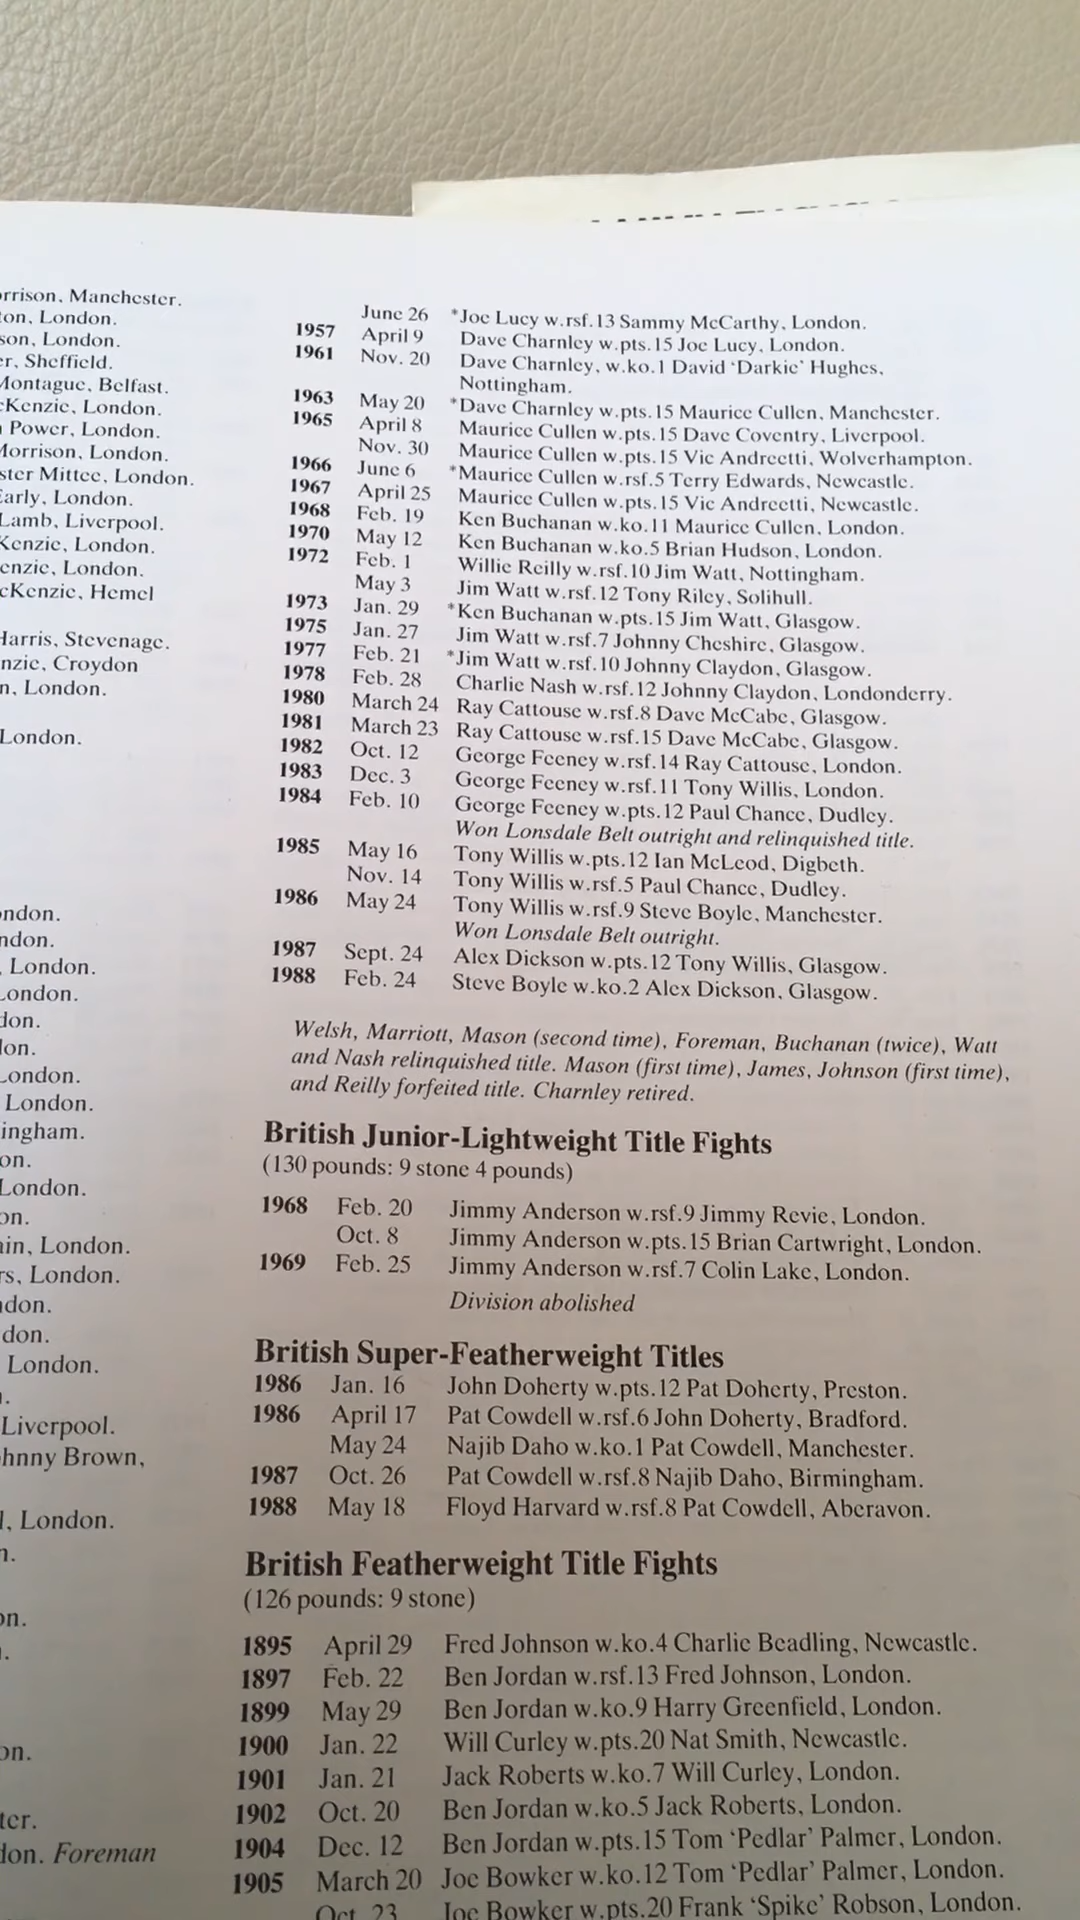 rrison, Manchester.
on, London.
son, London.
er, Sheffield.
Montague, Belfast.
cKenzie, London.
Power, London.
Morrison, London.
ster Mittee, London.
Early, London.
Lamb, Liverpool.
Kenzie, London.
enzie, London.
cKenzie, Hemel
Harris, Stevenage.
nzie, Croydon
n, London.
London.
ondon.
ndon.
, London.
London.
don.
lon.
London.
London.
ingham.
on.
London.
on.
ain, London.
rs, London.
ndon.
don.
London.
Liverpool.
hnny Brown,
l, London.
n.
on.
on.
ter.
don. Foreman
June 26 *Joe Lucy w.rsf.13 Sammy McCarthy, London.
1957 April 9 Dave Charnley w.pts.15 Joe Lucy, London.
1961 Nov. 20 Dave Charnley, w.ko.1 David ‘Darkie’ Hughes,
Nottingham.
1963 May 20 *Dave Charnley w.pts.15 Maurice Cullen, Manchester.
1965 April 8 Maurice Cullen w.pts.15 Dave Coventry, Liverpool.
Nov. 30 Maurice Cullen w.pts.15 Vic Andreetti, Wolverhampton.
1966 June 6 *Maurice Cullen w.rsf.5 Terry Edwards, Newcastle.
1967 April 25 Maurice Cullen w.pts.15 Vic Andreetti, Newcastle.
1968 Feb. 19 Ken Buchanan w.ko.11 Maurice Cullen, London.
1970 May 12 Ken Buchanan w.ko.5 Brian Hudson, London.
1972 Feb. 1 Willie Reilly w.rsf.10 Jim Watt, Nottingham.
May 3 Jim Watt w.rsf.12 Tony Riley, Solihull.
1973 Jan. 29 *Ken Buchanan w.pts.15 Jim Watt, Glasgow.
1975 Jan. 27 Jim Watt w.rsf.7 Johnny Cheshire, Glasgow.
1977 Feb. 21 *Jim Watt w.rsf.10 Johnny Claydon, Glasgow.
1978 Feb. 28 Charlie Nash w.rsf.12 Johnny Claydon, Londonderry.
1980 March 24 Ray Cattouse w.rsf.8 Dave McCabe, Glasgow.
1981 March 23 Ray Cattouse w.rsf.15 Dave McCabe, Glasgow.
1982 Oct. 12 George Feeney w.rsf.14 Ray Cattouse, London.
1983 Dec. 3 George Feeney w.rsf.11 Tony Willis, London.
1984 Feb. 10 George Feeney w.pts.12 Paul Chance, Dudley.
Won Lonsdale Belt outright and relinquished title.
1985 May 16 Tony Willis w.pts.12 Ian McLeod, Digbeth.
Nov. 14 Tony Willis w.rsf.5 Paul Chance, Dudley.
1986 May 24 Tony Willis w.rsf.9 Steve Boyle, Manchester.
Won Lonsdale Belt outright.
1987 Sept. 24 Alex Dickson w.pts.12 Tony Willis, Glasgow.
1988 Feb. 24 Steve Boyle w.ko.2 Alex Dickson, Glasgow.
Welsh, Marriott, Mason (second time), Foreman, Buchanan (twice), Watt
and Nash relinquished title. Mason (first time), James, Johnson (first time),
and Reilly forfeited title. Charnley retired.
British Junior-Lightweight Title Fights
(130 pounds: 9 stone 4 pounds)
1968 Feb. 20 Jimmy Anderson w.rsf.9 Jimmy Revie, London.
Oct. 8 Jimmy Anderson w.pts.15 Brian Cartwright, London.
1969 Feb. 25 Jimmy Anderson w.rsf.7 Colin Lake, London.
Division abolished
British Super-Featherweight Titles
1986 Jan. 16 John Doherty w.pts.12 Pat Doherty, Preston.
1986 April 17 Pat Cowdell w.rsf.6 John Doherty, Bradford.
May 24 Najib Daho w.ko.1 Pat Cowdell, Manchester.
1987 Oct. 26 Pat Cowdell w.rsf.8 Najib Daho, Birmingham.
1988 May 18 Floyd Harvard w.rsf.8 Pat Cowdell, Aberavon.
British Featherweight Title Fights
(126 pounds: 9 stone)
1895 April 29 Fred Johnson w.ko.4 Charlie Beadling, Newcastle.
1897 Feb. 22 Ben Jordan w.rsf.13 Fred Johnson, London.
1899 May 29 Ben Jordan w.ko.9 Harry Greenfield, London.
1900 Jan. 22 Will Curley w.pts.20 Nat Smith, Newcastle.
1901 Jan. 21 Jack Roberts w.ko.7 Will Curley, London.
1902 Oct. 20 Ben Jordan w.ko.5 Jack Roberts, London.
1904 Dec. 12 Ben Jordan w.pts.15 Tom ‘Pedlar’ Palmer, London.
1905 March 20 Joe Bowker w.ko.12 Tom ‘Pedlar’ Palmer, London.
Oct. 23 Joe Bowker w.pts.20 Frank ‘Spike’ Robson, London.